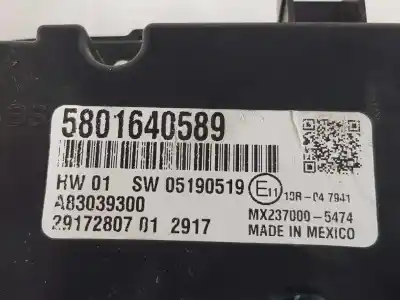 5801640589
HW 01 SW 05190519 E11 10R-04 7941
A83039300 MX237000-5474
29172807 01 2917 MADE IN MEXICO